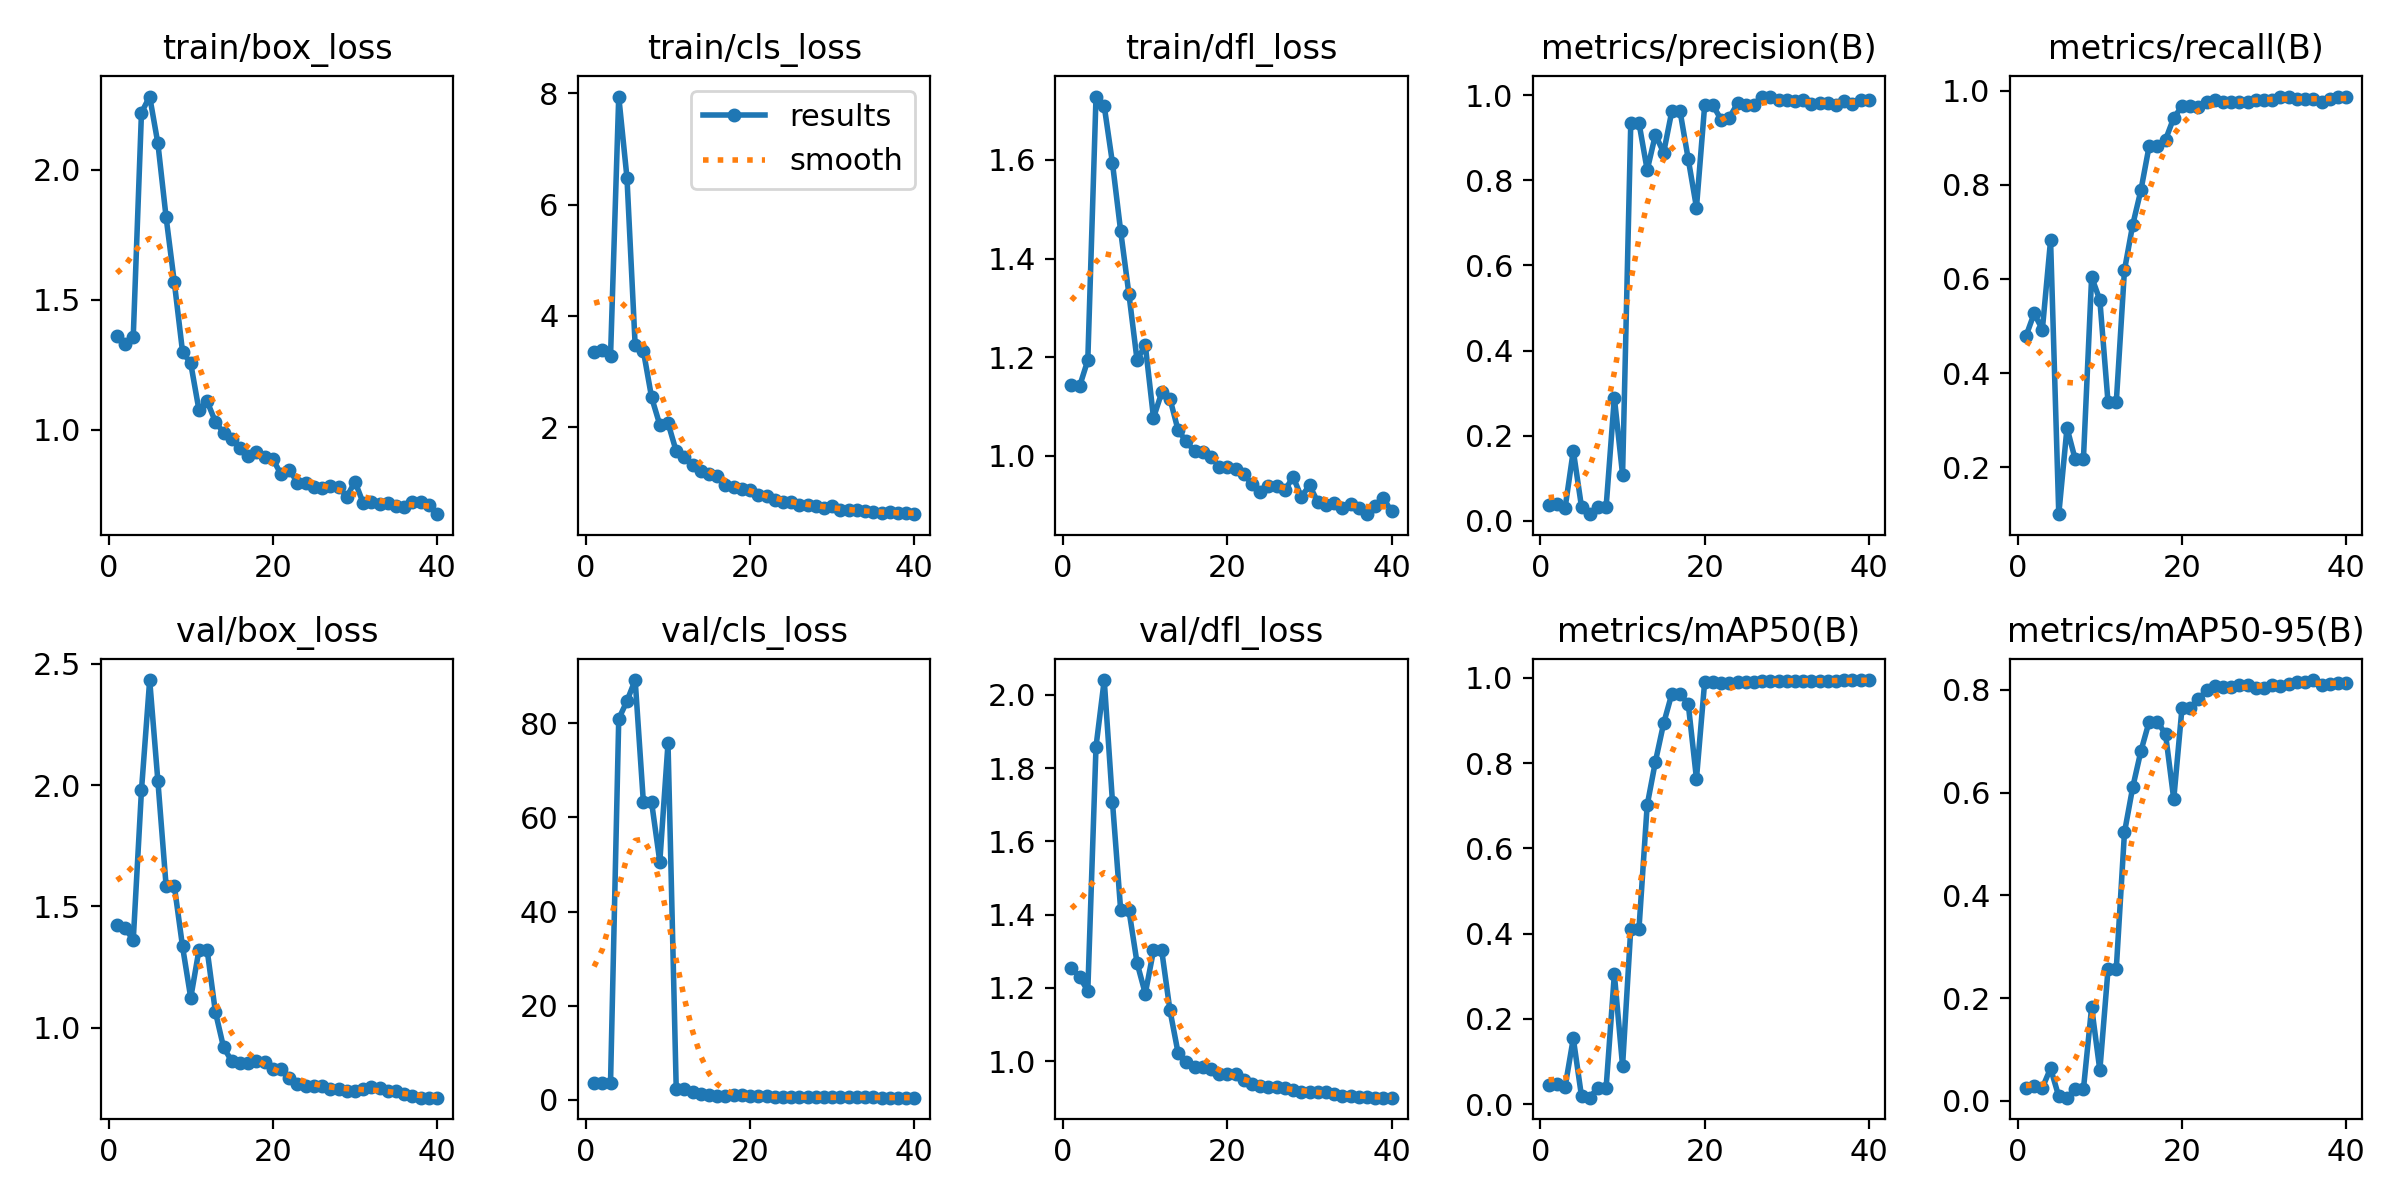 train/box_loss
2.0
1.5
1.0
0 20 40
train/cls_loss
results
smooth
8
6
4
2
0 20 40
train/dfl_loss
1.6
1.4
1.2
1.0
0 20 40
metrics/precision(B)
1.0
0.8
0.6
0.4
0.2
0.0
0 20 40
metrics/recall(B)
1.0
0.8
0.6
0.4
0.2
0 20 40
val/box_loss
2.5
2.0
1.5
1.0
0 20 40
val/cls_loss
80
60
40
20
0
0 20 40
val/dfl_loss
2.0
1.8
1.6
1.4
1.2
1.0
0 20 40
metrics/mAP50(B)
1.0
0.8
0.6
0.4
0.2
0.0
0 20 40
metrics/mAP50-95(B)
0.8
0.6
0.4
0.2
0.0
0 20 40